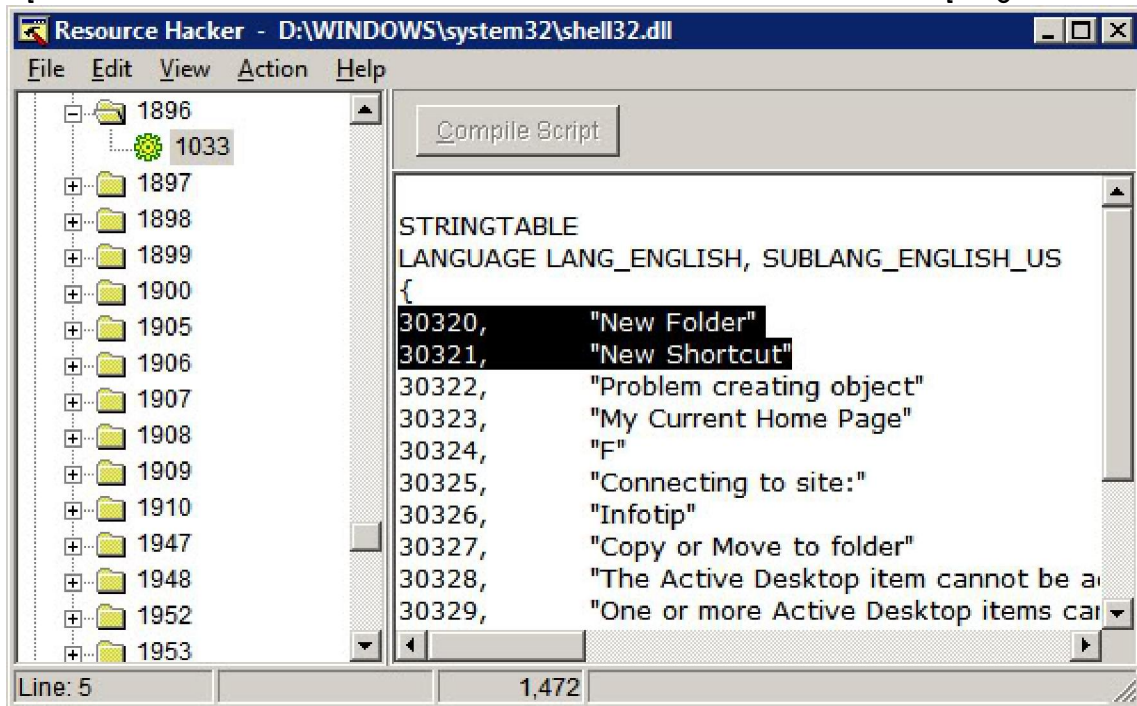 Resource Hacker - D:\WINDOWS\system32\shell32.dll
File Edit View Action Help
1896
1033
1897
1898
1899
1900
1905
1906
1907
1908
1909
1910
1947
1948
1952
1953
Compile Script
STRINGTABLE
LANGUAGE LANG_ENGLISH, SUBLANG_ENGLISH_US
{
30320, "New Folder"
30321, "New Shortcut"
30322, "Problem creating object"
30323, "My Current Home Page"
30324, "F"
30325, "Connecting to site:"
30326, "Infotip"
30327, "Copy or Move to folder"
30328, "The Active Desktop item cannot be
30329, "One or more Active Desktop items
Line: 5 1,472